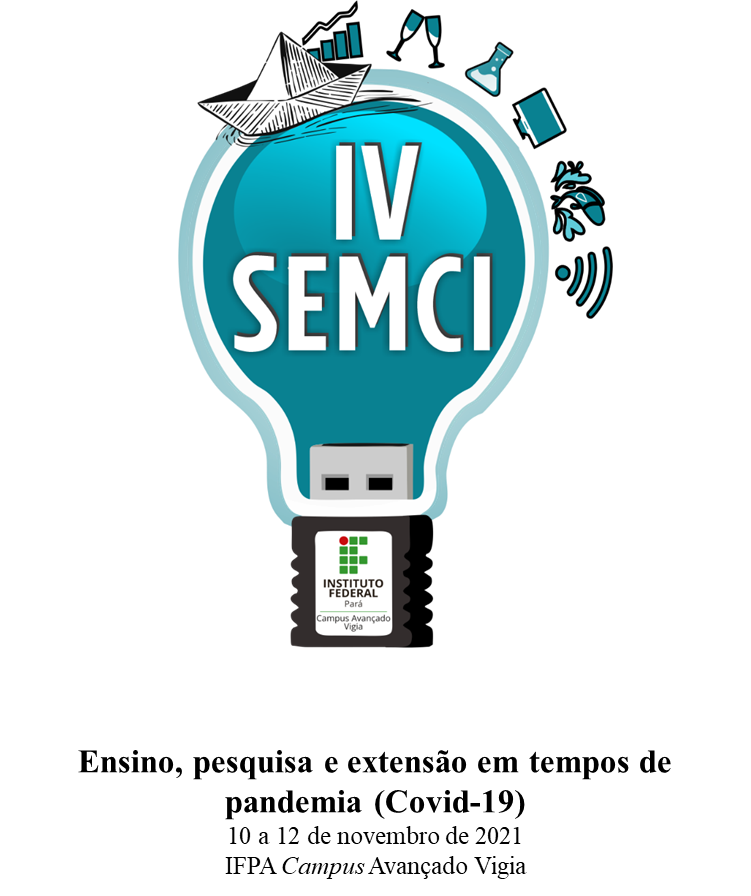 IV
SEMCI
INSTITUTO
FEDERAL
Pará
Campus Avançado
Vigia
Ensino, pesquisa e extensão em tempos de
pandemia (Covid-19)
10 a 12 de novembro de 2021
IFPA Campus Avançado Vigia